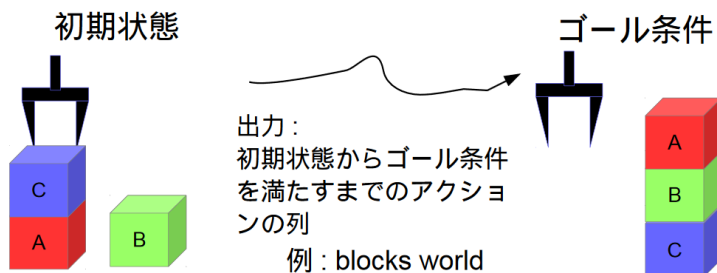 初期状態
ゴール条件
出力 :
初期状態からゴール条件
を満たすまでのアクショ
ンの列
例 : blocks world
C
A
B
A
B
C